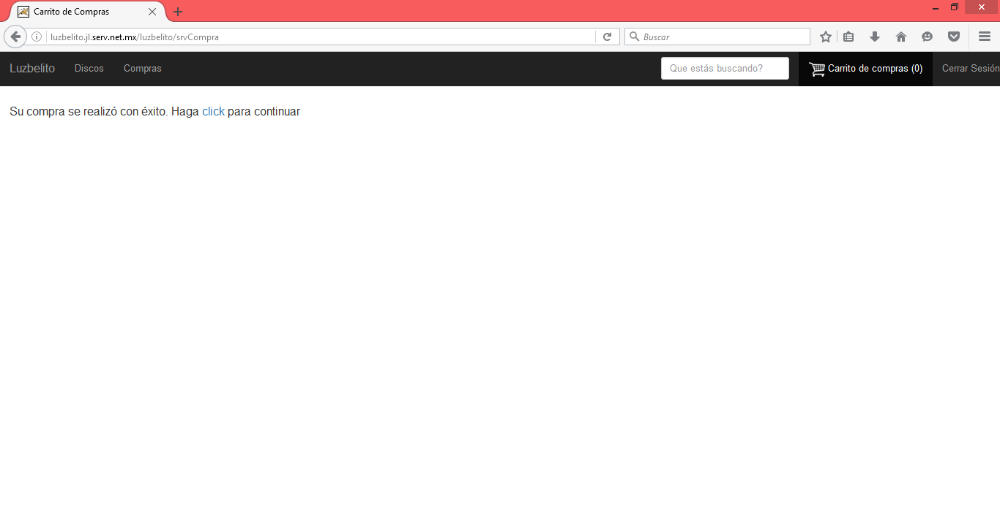 Carrito de Compras
luzbelito.jl.serv.net.mx/luzbelito/srvCompra
Buscar
Luzbelito Discos Compras Que estás buscando? Carrito de compras (0) Cerrar Sesión
Su compra se realizó con éxito. Haga click para continuar